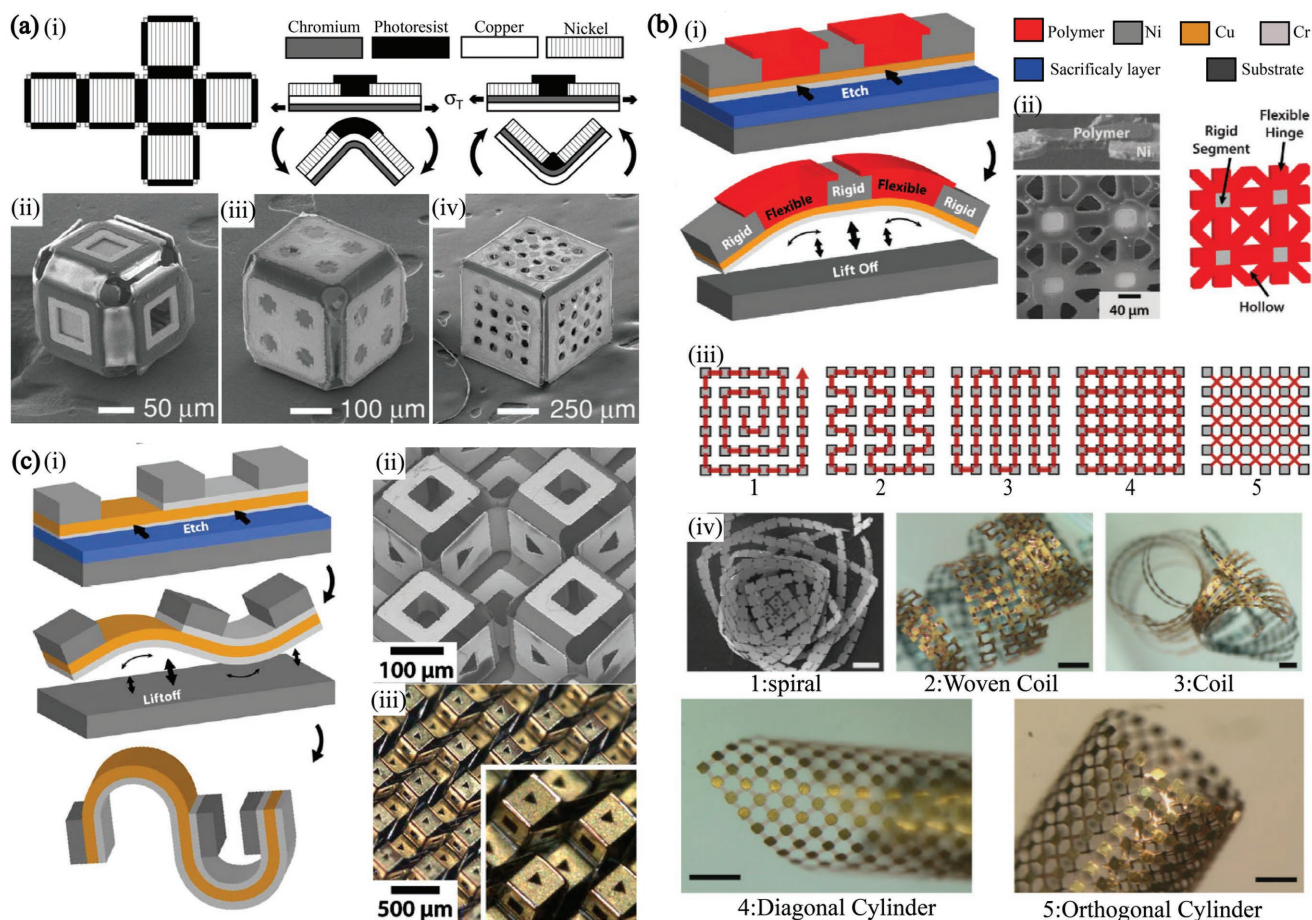 (a) (i)
Chromium Photoresist Copper Nickel
σT
(ii) (iii) (iv)
50 μm 100 μm 250 μm
(b) (i)
Polymer Ni Cu Cr
Sacrificaly layer Substrate
Etch
Rigid Flexible Rigid Flexible Rigid
Lift Off
(ii)
Polymer
Ni
40 μm
Rigid
Segment
Flexible
Hinge
Hollow
(iii)
1 2 3 4 5
(iv)
1:spiral 2:Woven Coil 3:Coil
4:Diagonal Cylinder 5:Orthogonal Cylinder
(c) (i)
Etch
Liftoff
(ii)
100 μm
(iii)
500 μm